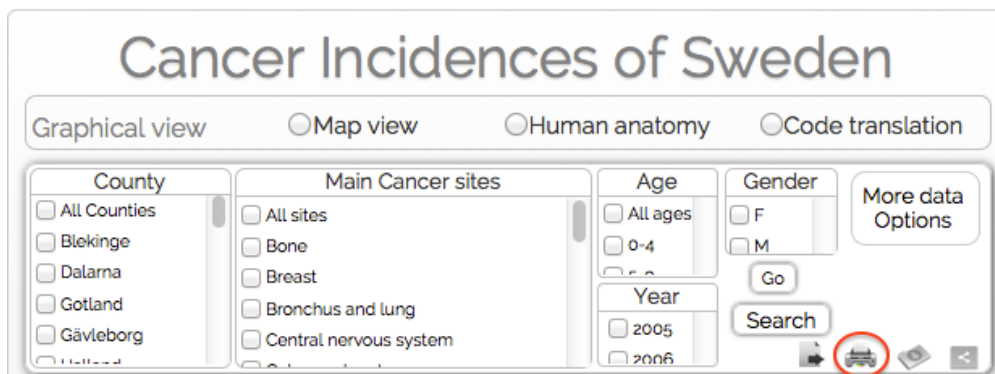 Cancer Incidences of Sweden
Graphical view
Map view
Human anatomy
Code translation
County
All Counties
Blekinge
Dalarna
Gotland
Gävleborg
Main Cancer sites
All sites
Bone
Breast
Bronchus and lung
Central nervous system
Age
All ages
0-4
Year
2005
2006
Gender
F
M
Go
Search
More data
Options